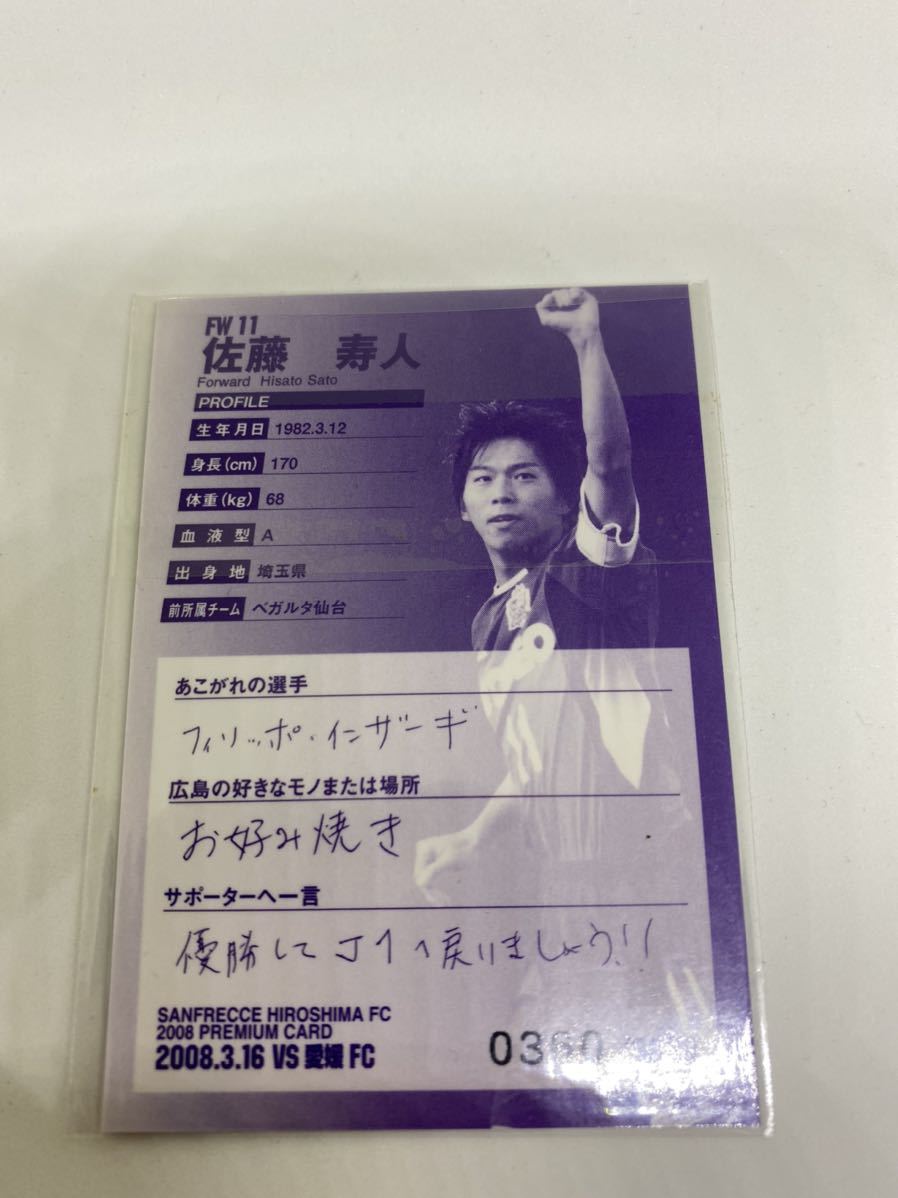 FW 11
佐藤 寿人
Forward Hisato Sato
PROFILE
生年月日 1982.3.12
身長(cm) 170
体重(kg) 68
血液型 A
出身地 埼玉県
前所属チーム ベガルタ仙台
あこがれの選手
フィリッポ・インザーギ
広島の好きなモノまたは場所
お好み焼き
サポーターへ一言
優勝してJ1へ戻りましょう!!
SANFRECCE HIROSHIMA FC
2008 PREMIUM CARD
2008.3.16 VS 愛媛 FC